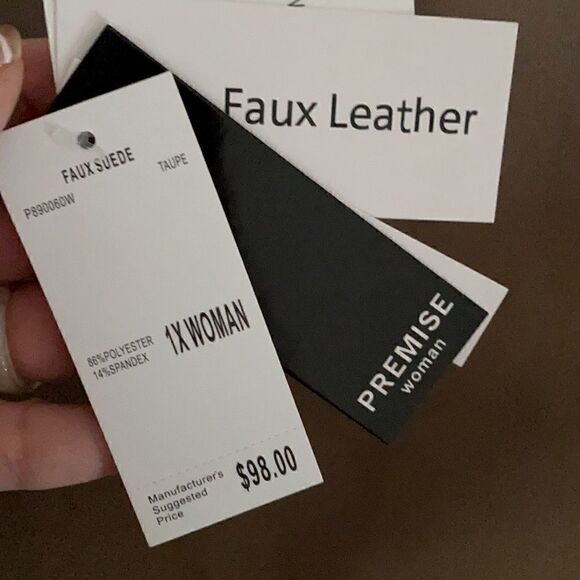 Faux Leather
FAUX SUEDE
P890060W
TAUPE
86%POLYESTER
14%SPANDEX
1X WOMAN
Manufacturer's
Suggested
Price
$98.00
PREMISE
woman